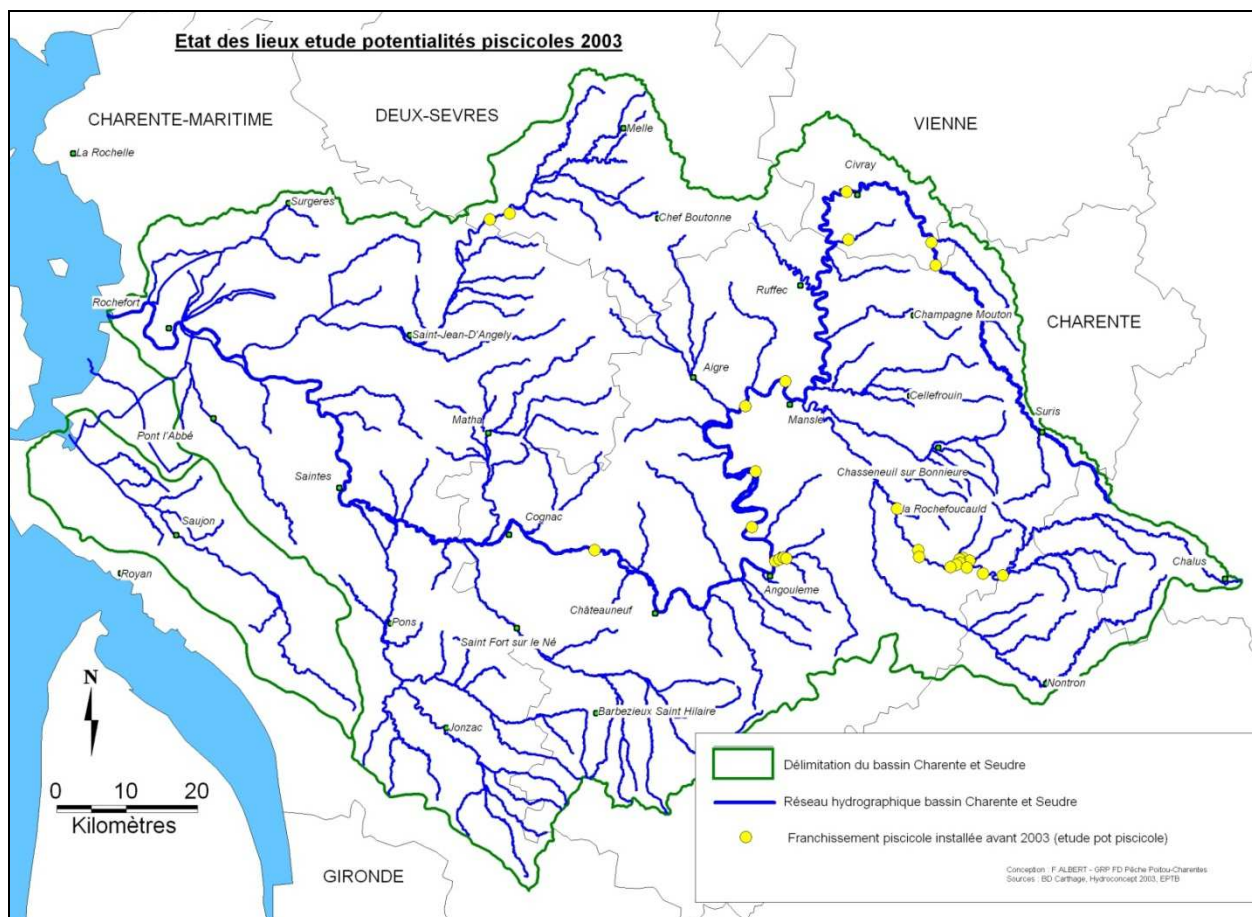 Etat des lieux etude potentialités piscicoles 2003
CHARENTE-MARITIME
DEUX-SEVRES
VIENNE
La Rochelle
Melle
Civray
Surgeres
Chef Boutonne
Ruffec
Rochefort
Champagne Mouton
CHARENTE
Saint-Jean-D'Angely
Aigre
Cellefrouin
Mansle
Suris
Matha
Pont l'Abbé
Chasseneuil sur Bonnieure
Saintes
la Rochefoucauld
Cognac
Saujon
Royan
Chalus
Angouleme
Châteauneuf
Pons
Saint Fort sur le Né
Nontron
N
Barbezieux Saint Hilaire
Jonzac
0 10 20
Kilomètres
GIRONDE
Délimitation du bassin Charente et Seudre
Réseau hydrographique bassin Charente et Seudre
Franchissement piscicole installée avant 2003 (etude pot piscicole)
Conception : F ALBERT - GRP FD Pêche Poitou-Charentes
Sources : BD Carthage, Hydroconcept 2003, EPTB